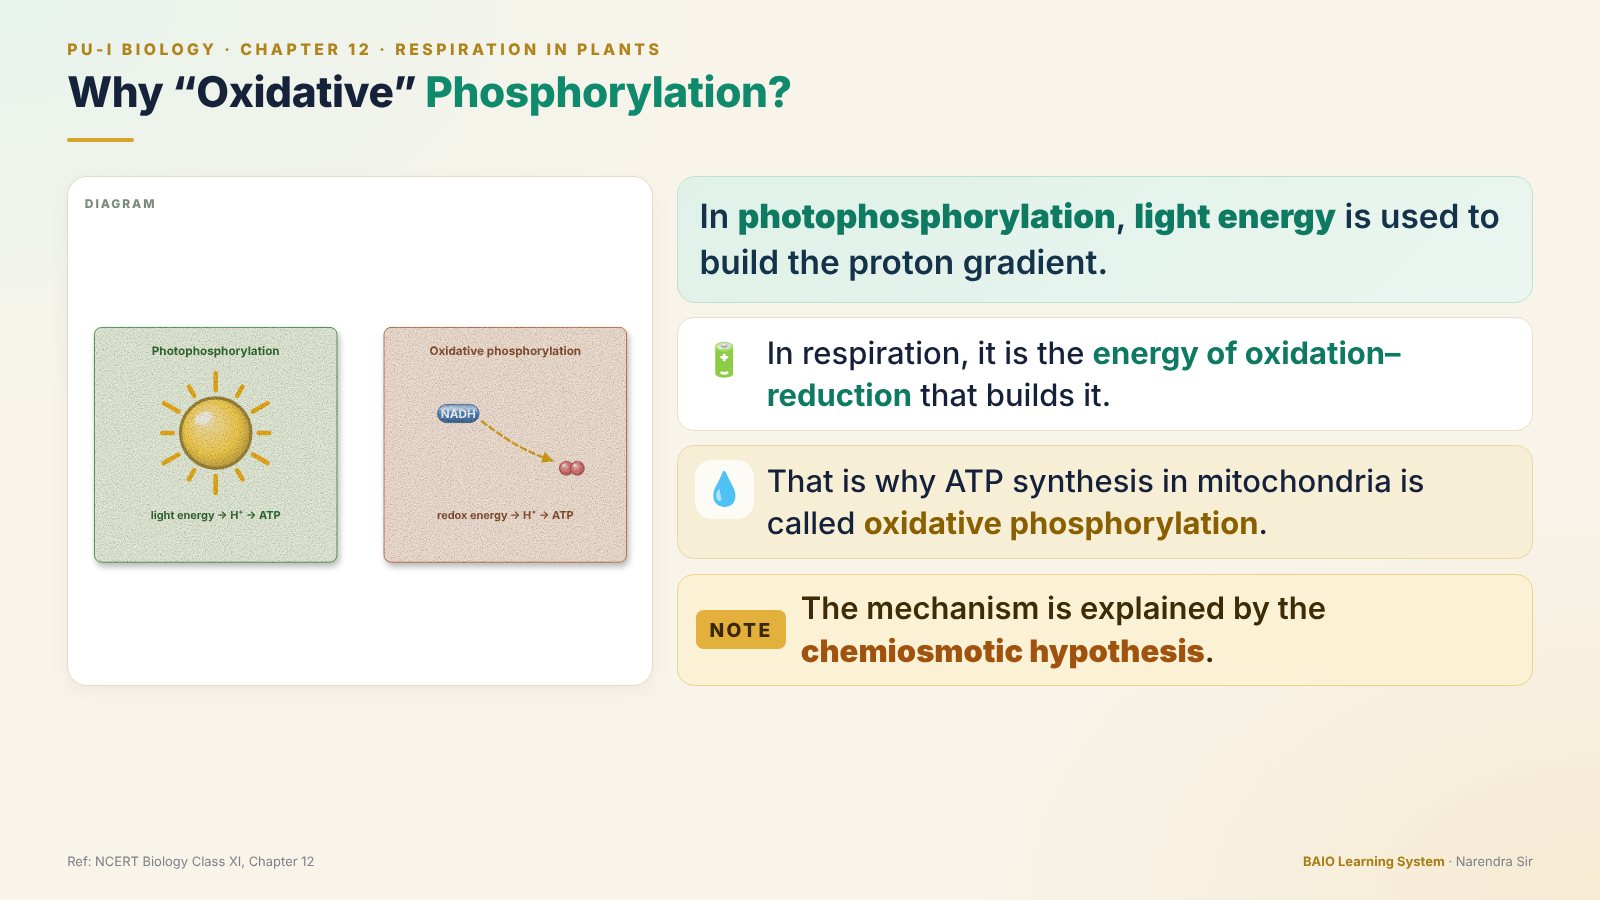 PU-I BIOLOGY · CHAPTER 12 · RESPIRATION IN PLANTS
Why “Oxidative” Phosphorylation?
DIAGRAM
Photophosphorylation
light energy → H⁺ → ATP
Oxidative phosphorylation
NADH
redox energy → H⁺ → ATP
In photophosphorylation, light energy is used to
build the proton gradient.
In respiration, it is the energy of oxidation–
reduction that builds it.
That is why ATP synthesis in mitochondria is
called oxidative phosphorylation.
NOTE
The mechanism is explained by the
chemiosmotic hypothesis.
Ref: NCERT Biology Class XI, Chapter 12
BAIO Learning System · Narendra Sir